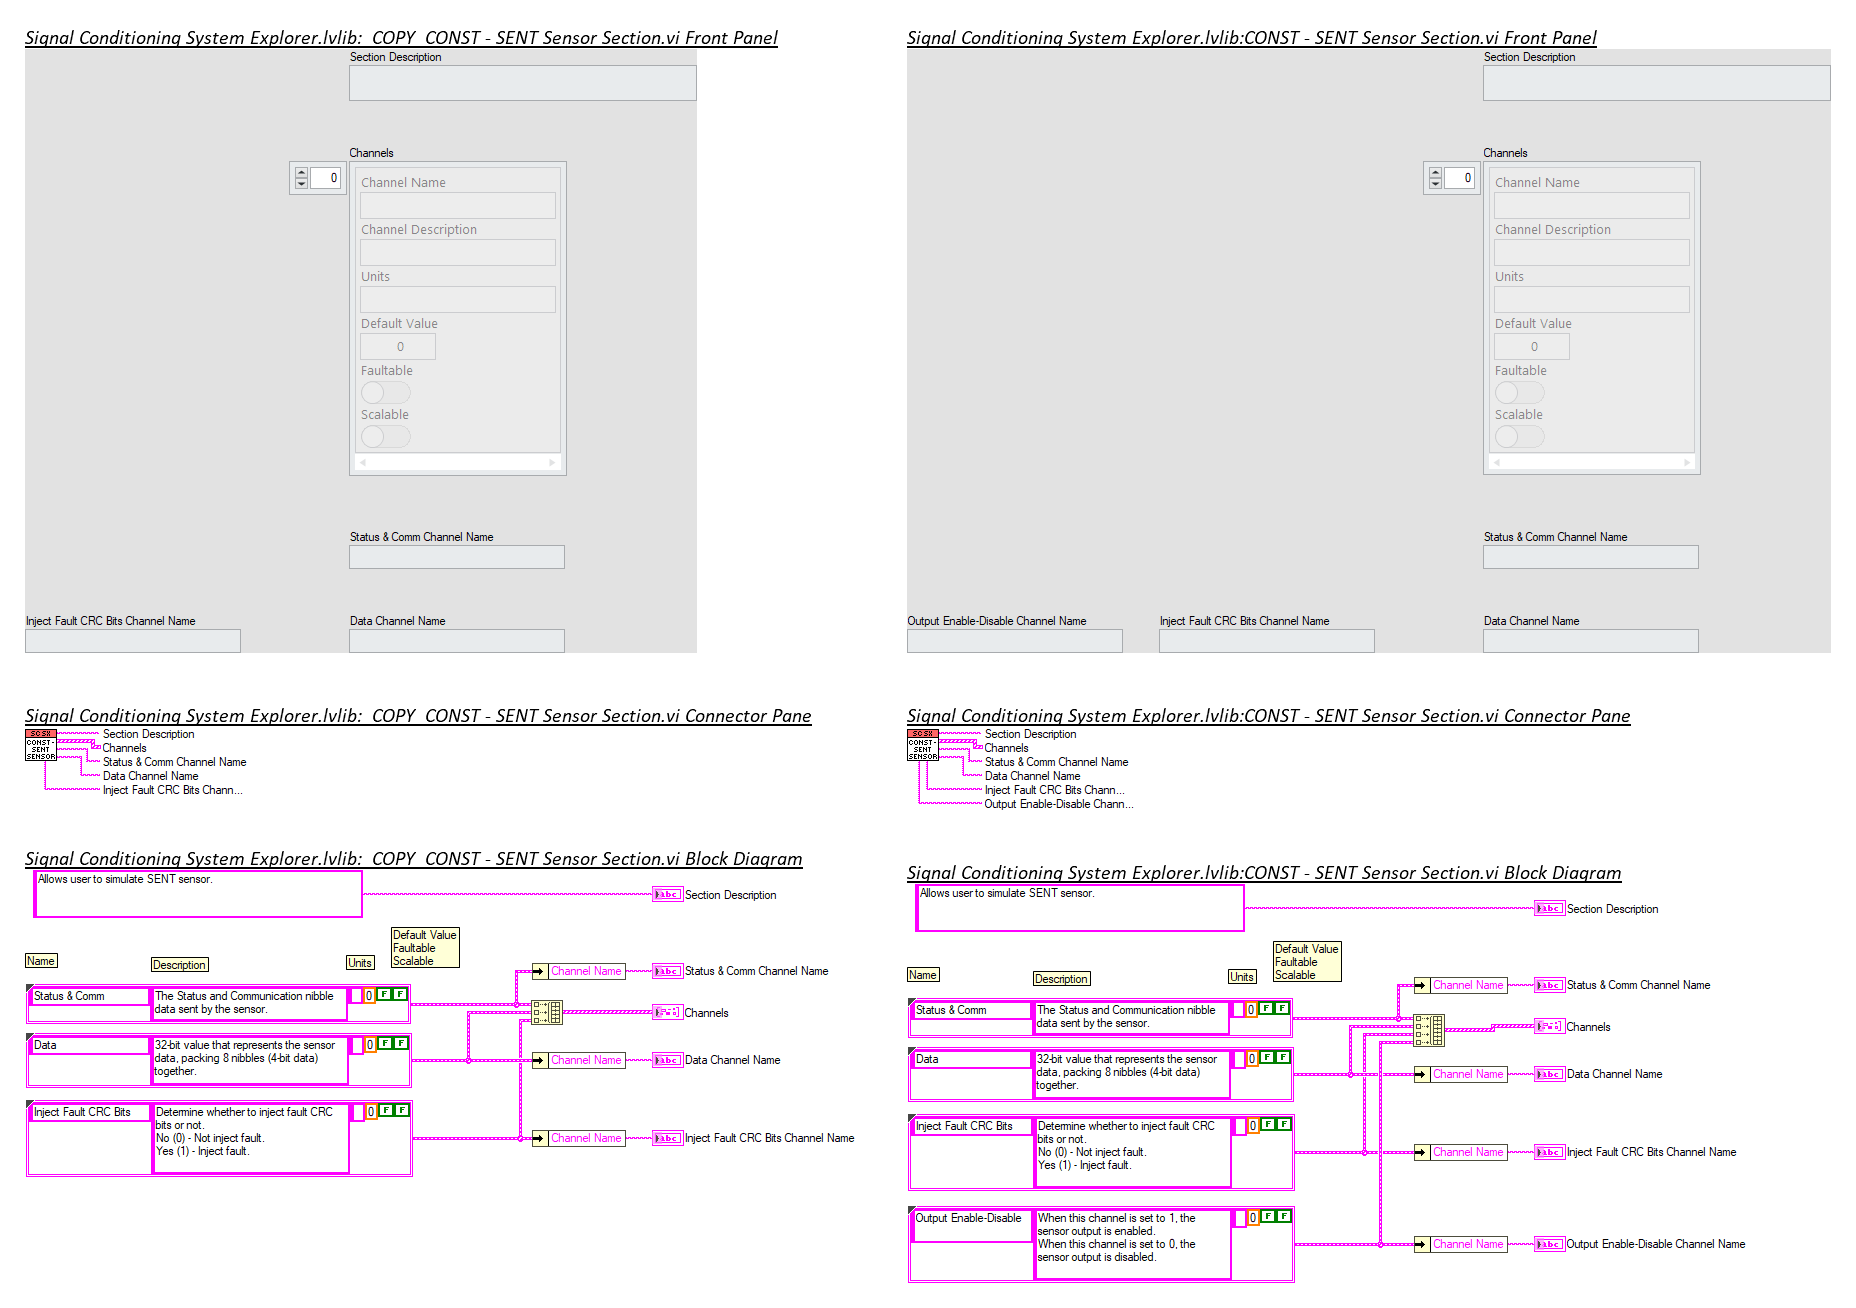 Signal Conditioning System Explorer.lvlib:_COPY_CONST - SENT Sensor Section.vi Front Panel
Section Description
Channels
0
Channel Name
Channel Description
Units
Default Value
0
Faultable
Scalable
Status & Comm Channel Name
Inject Fault CRC Bits Channel Name
Data Channel Name
Signal Conditioning System Explorer.lvlib:_COPY_CONST - SENT Sensor Section.vi Connector Pane
SCSX
CONST-
SENT
SENSOR
Section Description
Channels
Status & Comm Channel Name
Data Channel Name
Inject Fault CRC Bits Chann...
Signal Conditioning System Explorer.lvlib:_COPY_CONST - SENT Sensor Section.vi Block Diagram
Allows user to simulate SENT sensor.
Abc
Section Description
Name
Description
Units
Default Value
Faultable
Scalable
Status & Comm
The Status and Communication nibble
data sent by the sensor.
0 F F
Channel Name
Abc
Status & Comm Channel Name
Channels
Data
32-bit value that represents the sensor
data, packing 8 nibbles (4-bit data)
together.
0 F F
Channel Name
Abc
Data Channel Name
Inject Fault CRC Bits
Determine whether to inject fault CRC
bits or not.
No (0) - Not inject fault.
Yes (1) - Inject fault.
0 F F
Channel Name
Abc
Inject Fault CRC Bits Channel Name
Signal Conditioning System Explorer.lvlib:CONST - SENT Sensor Section.vi Front Panel
Section Description
Channels
0
Channel Name
Channel Description
Units
Default Value
0
Faultable
Scalable
Status & Comm Channel Name
Output Enable-Disable Channel Name
Inject Fault CRC Bits Channel Name
Data Channel Name
Signal Conditioning System Explorer.lvlib:CONST - SENT Sensor Section.vi Connector Pane
SCSX
CONST-
SENT
SENSOR
Section Description
Channels
Status & Comm Channel Name
Data Channel Name
Inject Fault CRC Bits Chann...
Output Enable-Disable Chann...
Signal Conditioning System Explorer.lvlib:CONST - SENT Sensor Section.vi Block Diagram
Allows user to simulate SENT sensor.
Abc
Section Description
Name
Description
Units
Default Value
Faultable
Scalable
Status & Comm
The Status and Communication nibble
data sent by the sensor.
0 F F
Channel Name
Abc
Status & Comm Channel Name
Channels
Data
32-bit value that represents the sensor
data, packing 8 nibbles (4-bit data)
together.
0 F F
Channel Name
Abc
Data Channel Name
Inject Fault CRC Bits
Determine whether to inject fault CRC
bits or not.
No (0) - Not inject fault.
Yes (1) - Inject fault.
0 F F
Channel Name
Abc
Inject Fault CRC Bits Channel Name
Output Enable-Disable
When this channel is set to 1, the
sensor output is enabled.
When this channel is set to 0, the
sensor output is disabled.
0 F F
Channel Name
Abc
Output Enable-Disable Channel Name